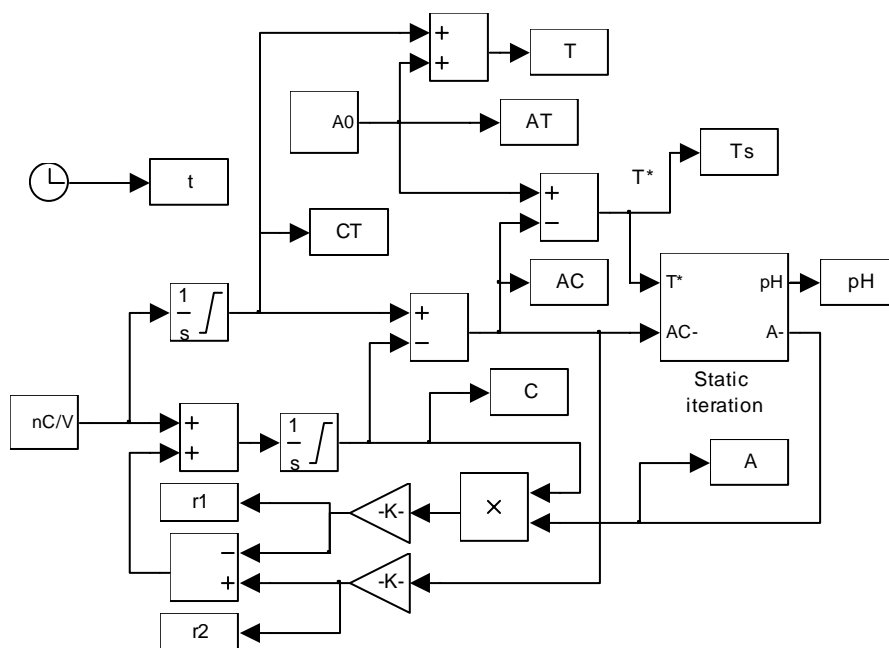 +
+
T
A0
AT
Ts
T*
t
+
−
CT
AC
T*
pH
pH
1
s
+
−
AC-
A-
Static
iteration
C
nC/V
+
+
1
s
A
r1
-K-
×
−
+
-K-
r2